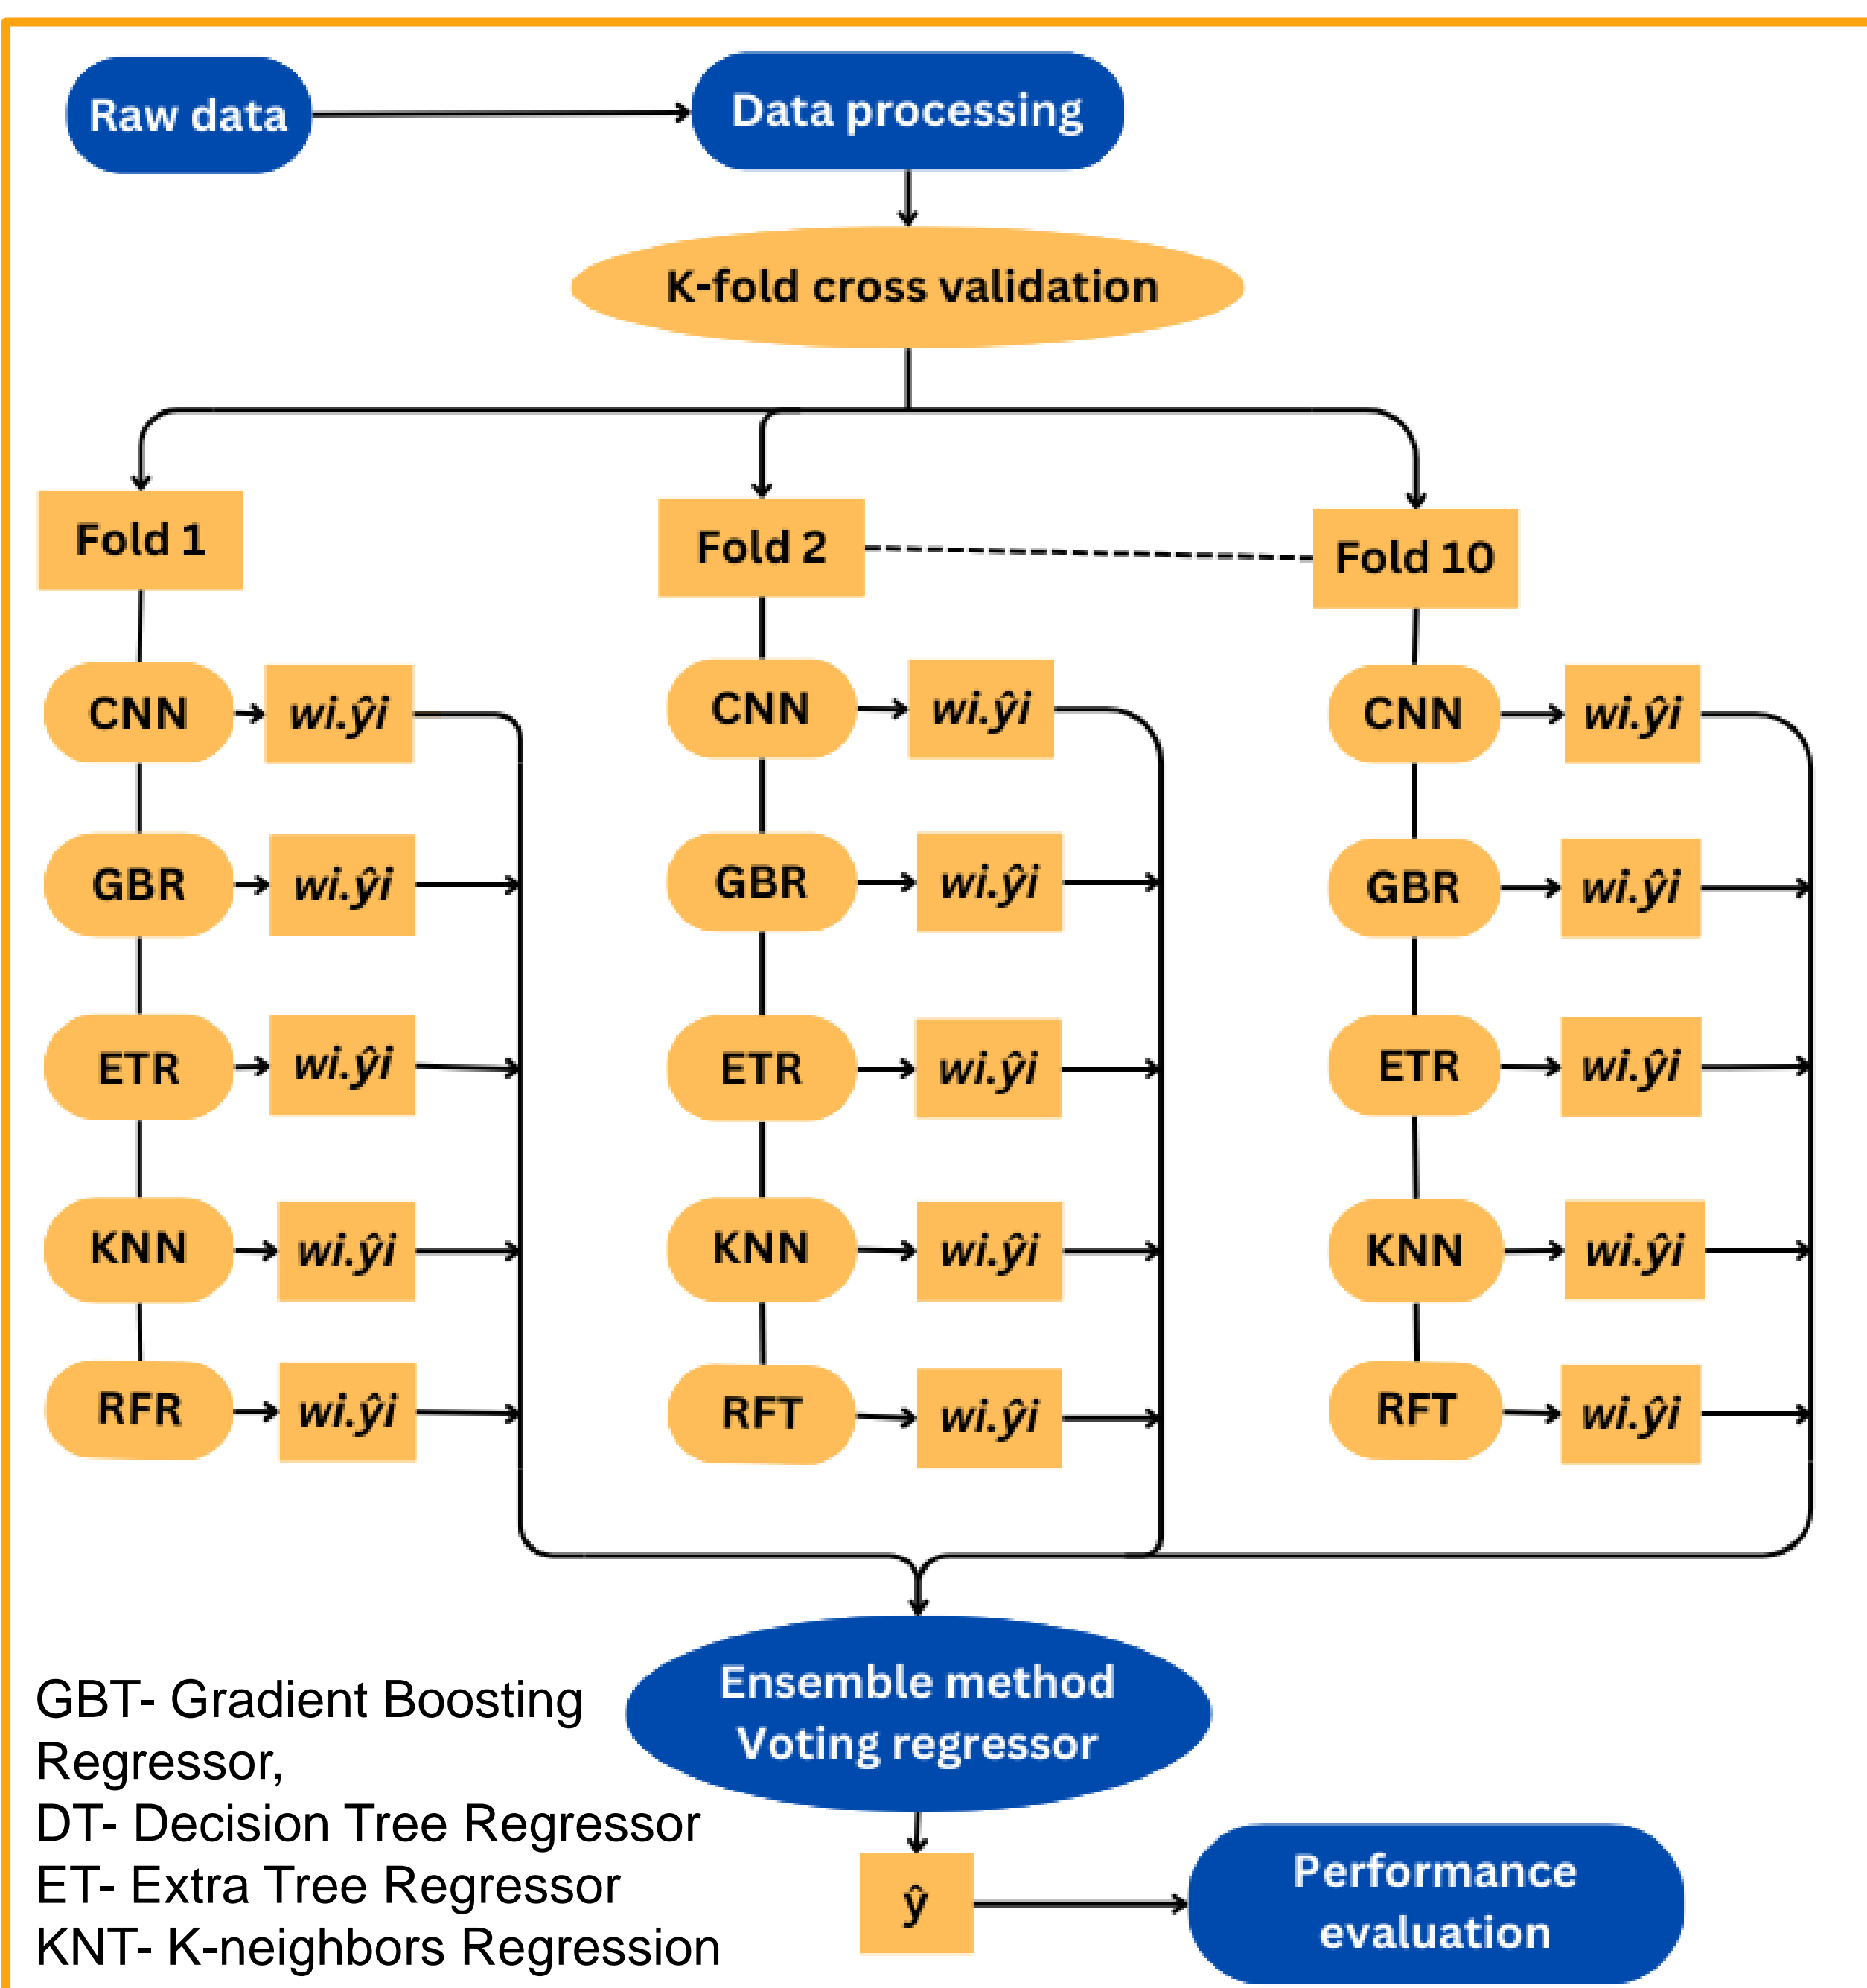 Raw data
Data processing
K-fold cross validation
Fold 1
Fold 2
Fold 10
CNN
wi.ŷi
CNN
wi.ŷi
CNN
wi.ŷi
GBR
wi.ŷi
GBR
wi.ŷi
GBR
wi.ŷi
ETR
wi.ŷi
ETR
wi.ŷi
ETR
wi.ŷi
KNN
wi.ŷi
KNN
wi.ŷi
KNN
wi.ŷi
RFR
wi.ŷi
RFT
wi.ŷi
RFT
wi.ŷi
Ensemble method
Voting regressor
GBT- Gradient Boosting
Regressor,
DT- Decision Tree Regressor
ET- Extra Tree Regressor
KNT- K-neighbors Regression
ŷ
Performance
evaluation